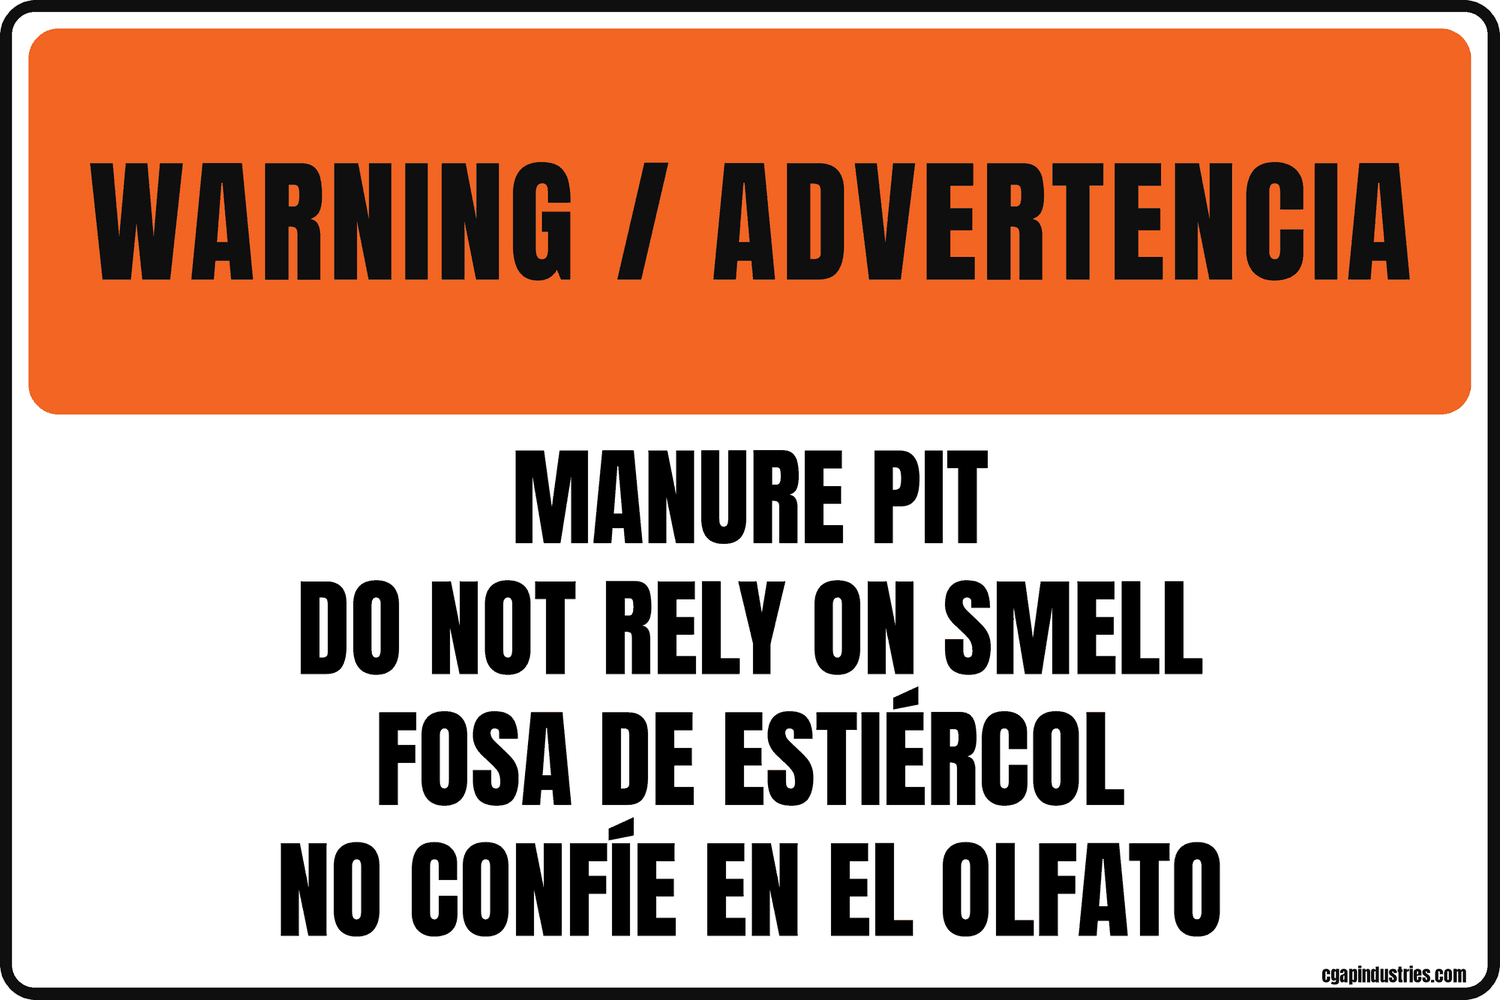 WARNING / ADVERTENCIA
MANURE PIT
DO NOT RELY ON SMELL
FOSA DE ESTIÉRCOL
NO CONFÍE EN EL OLFATO
cgapindustries.com